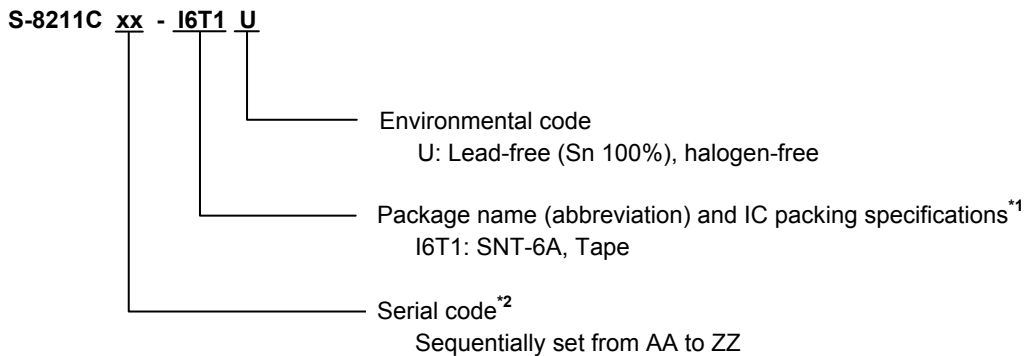 S-8211C xx - I6T1 U
Environmental code
U: Lead-free (Sn 100%), halogen-free
Package name (abbreviation) and IC packing specifications*1
I6T1: SNT-6A, Tape
Serial code*2
Sequentially set from AA to ZZ